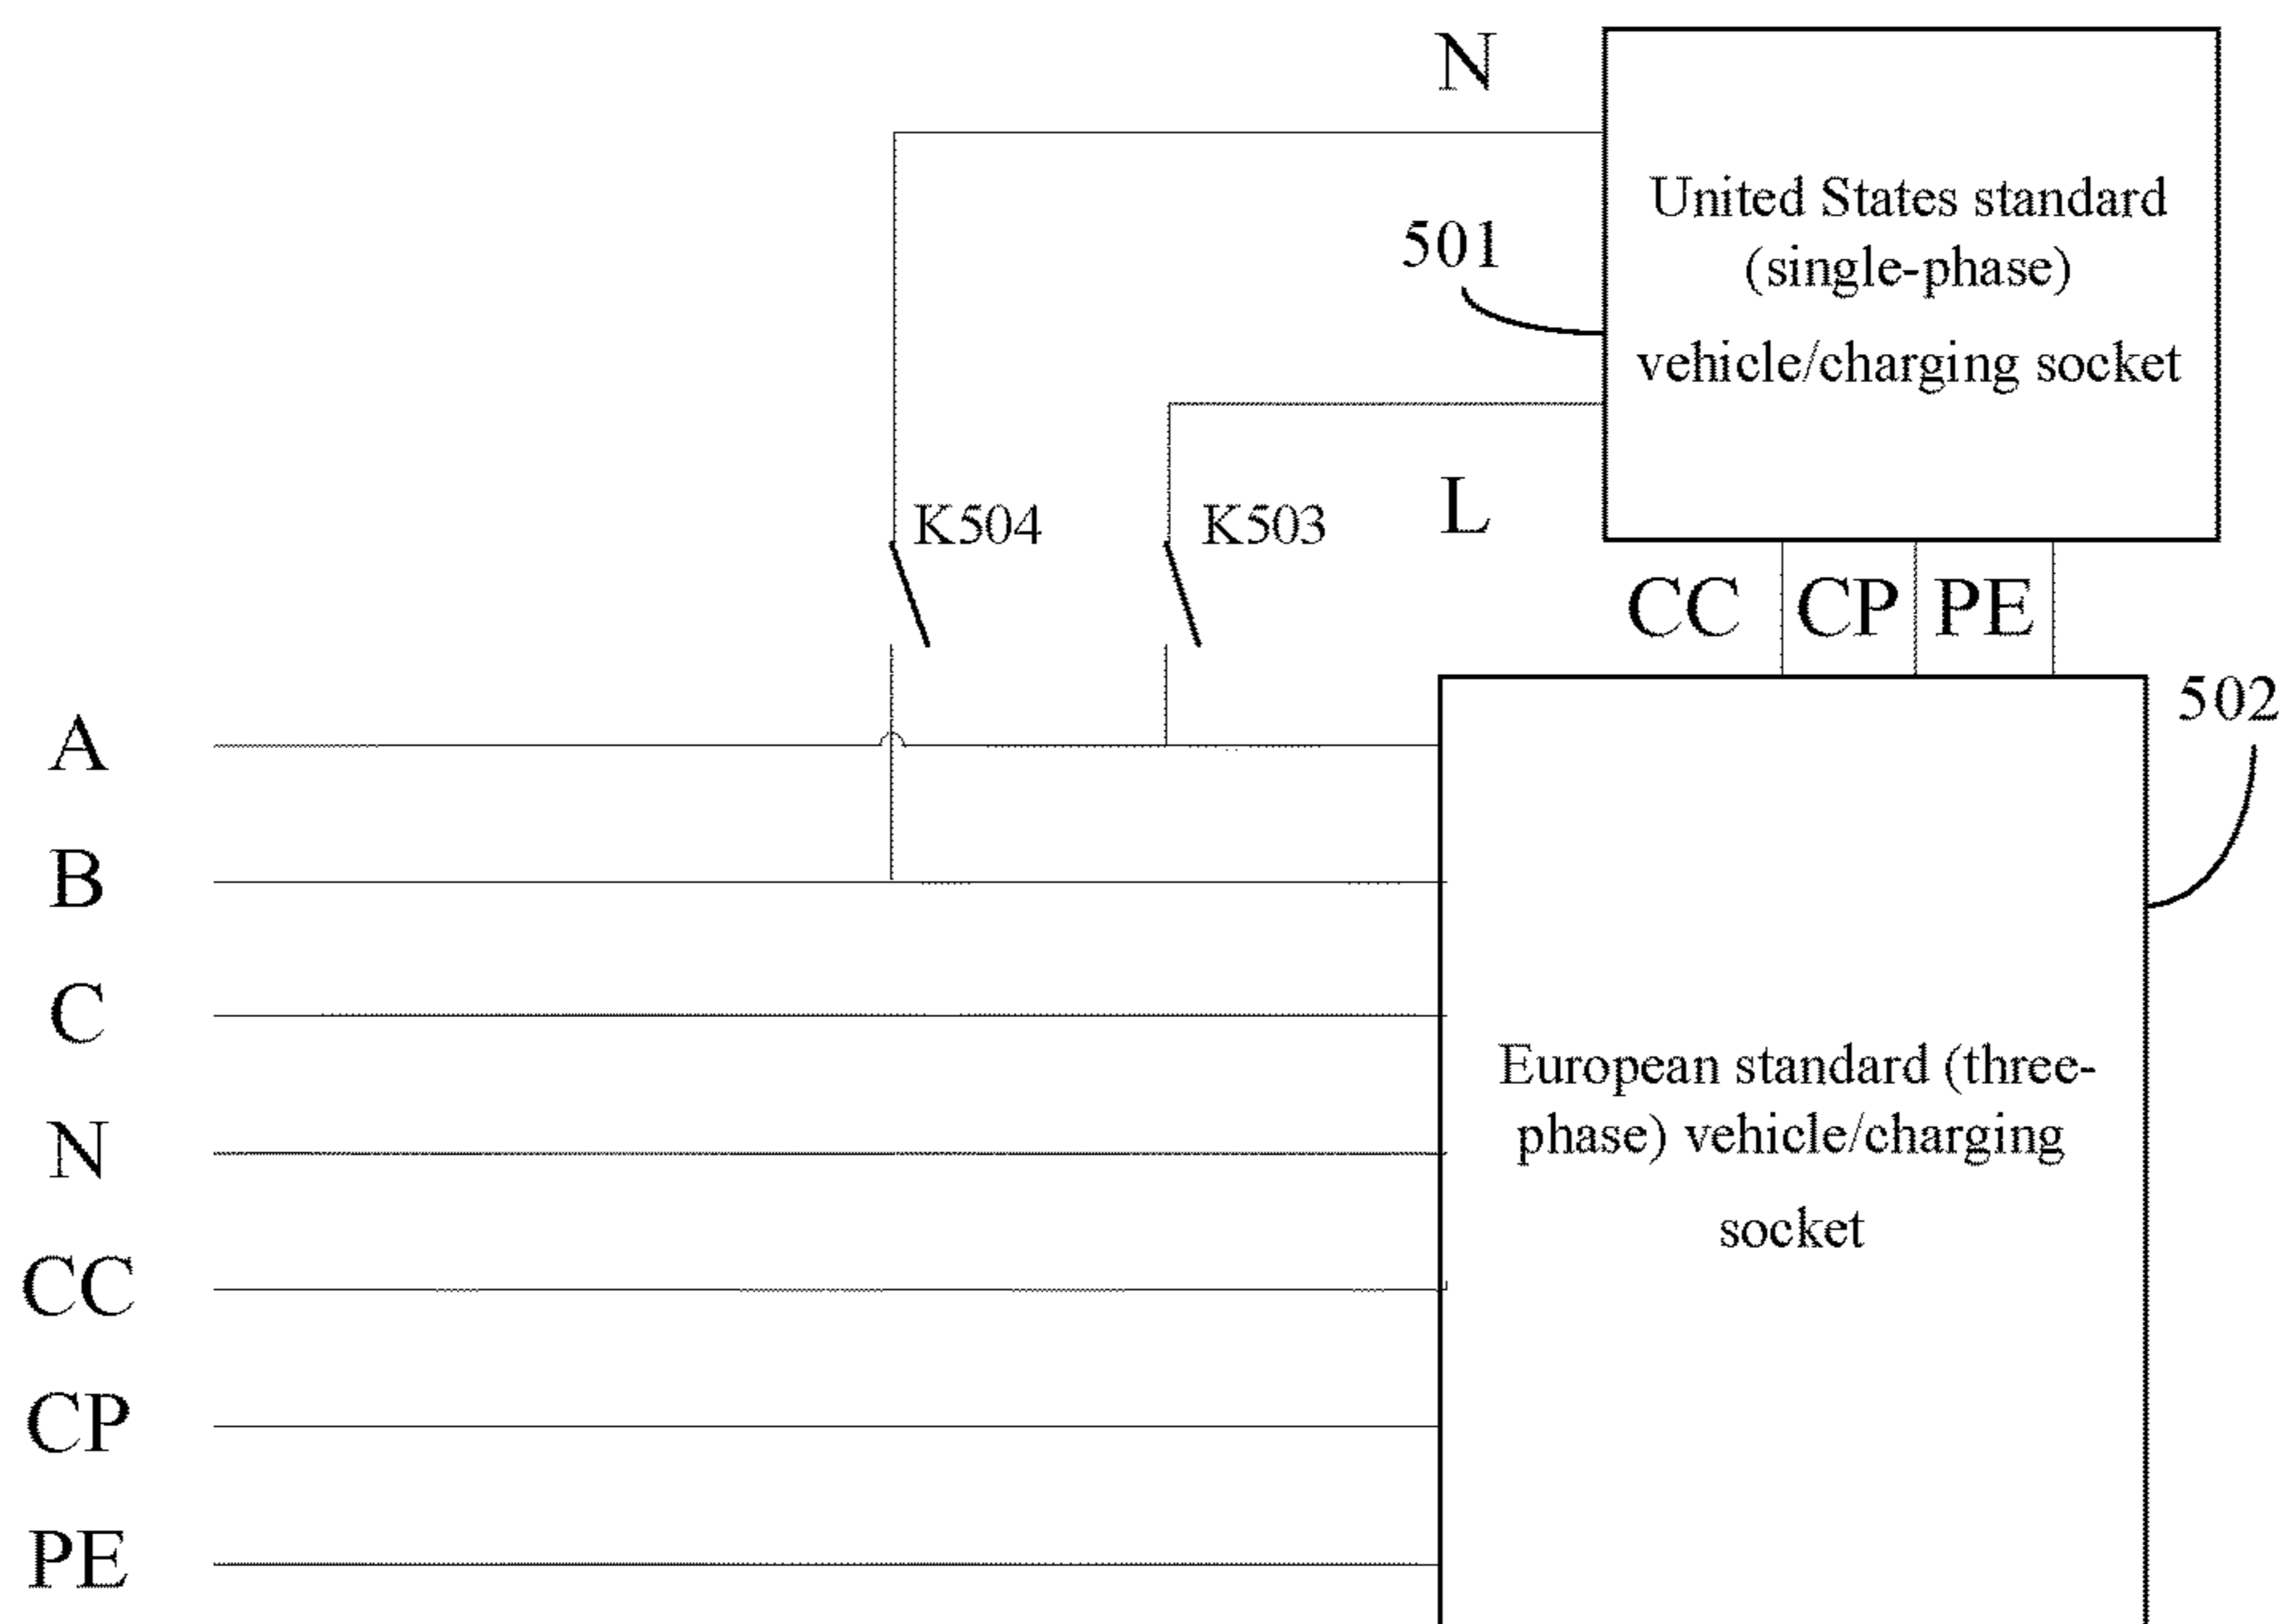 N
United States standard
(single-phase)
vehicle/charging socket
501
K504
K503
L
CC
CP
PE
502
A
B
C
N
CC
CP
PE
European standard (three-
phase) vehicle/charging
socket